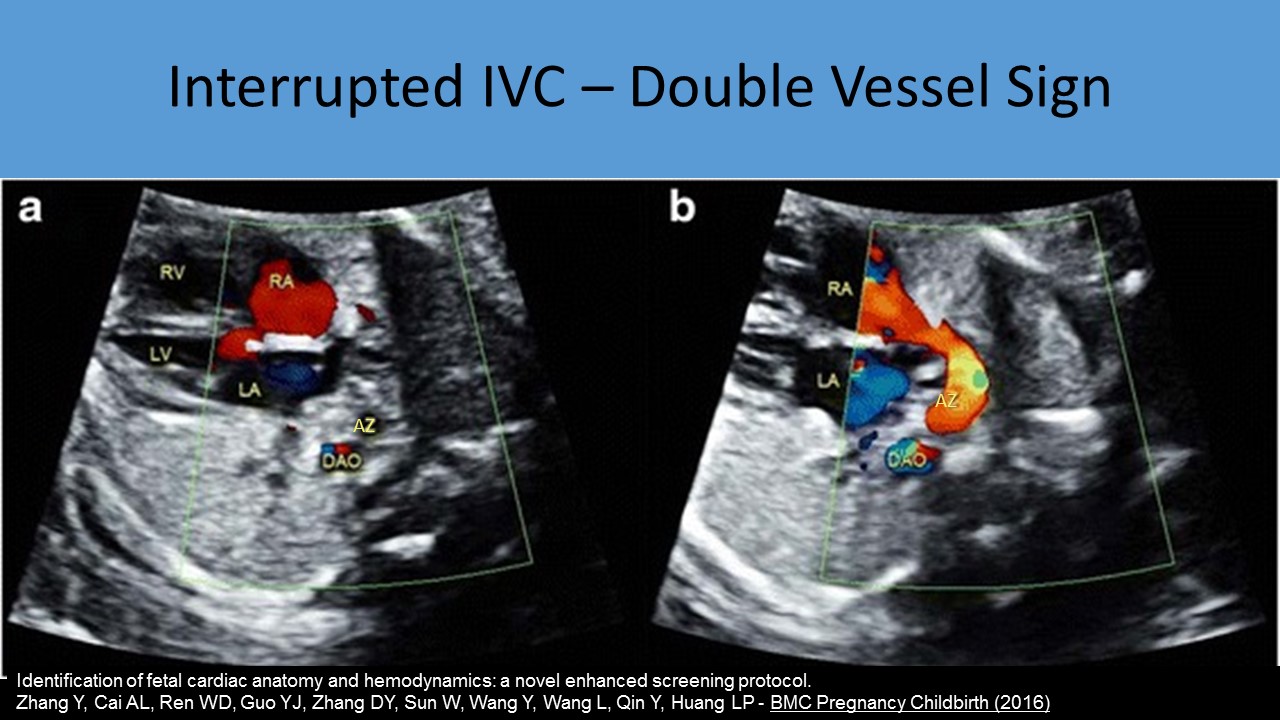 Interrupted IVC – Double Vessel Sign
a
RV
RA
LV
LA
AZ
DAO
b
RA
LA
AZ
DAO
Identification of fetal cardiac anatomy and hemodynamics: a novel enhanced screening protocol.
Zhang Y, Cai AL, Ren WD, Guo YJ, Zhang DY, Sun W, Wang Y, Wang L, Qin Y, Huang LP - BMC Pregnancy Childbirth (2016)